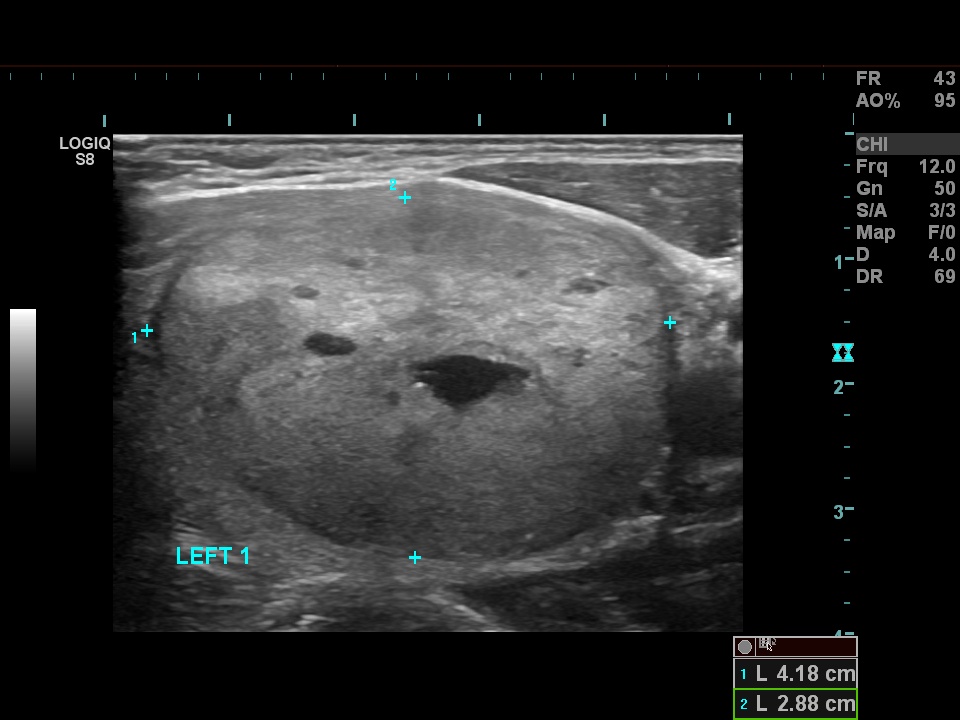 FR 43
AO% 95
LOGIQ
S8
CHI
Frq 12.0
Gn 50
S/A 3/3
Map F/0
D 4.0
DR 69
2
1
1
2
3
4
LEFT 1
1 L 4.18 cm
2 L 2.88 cm